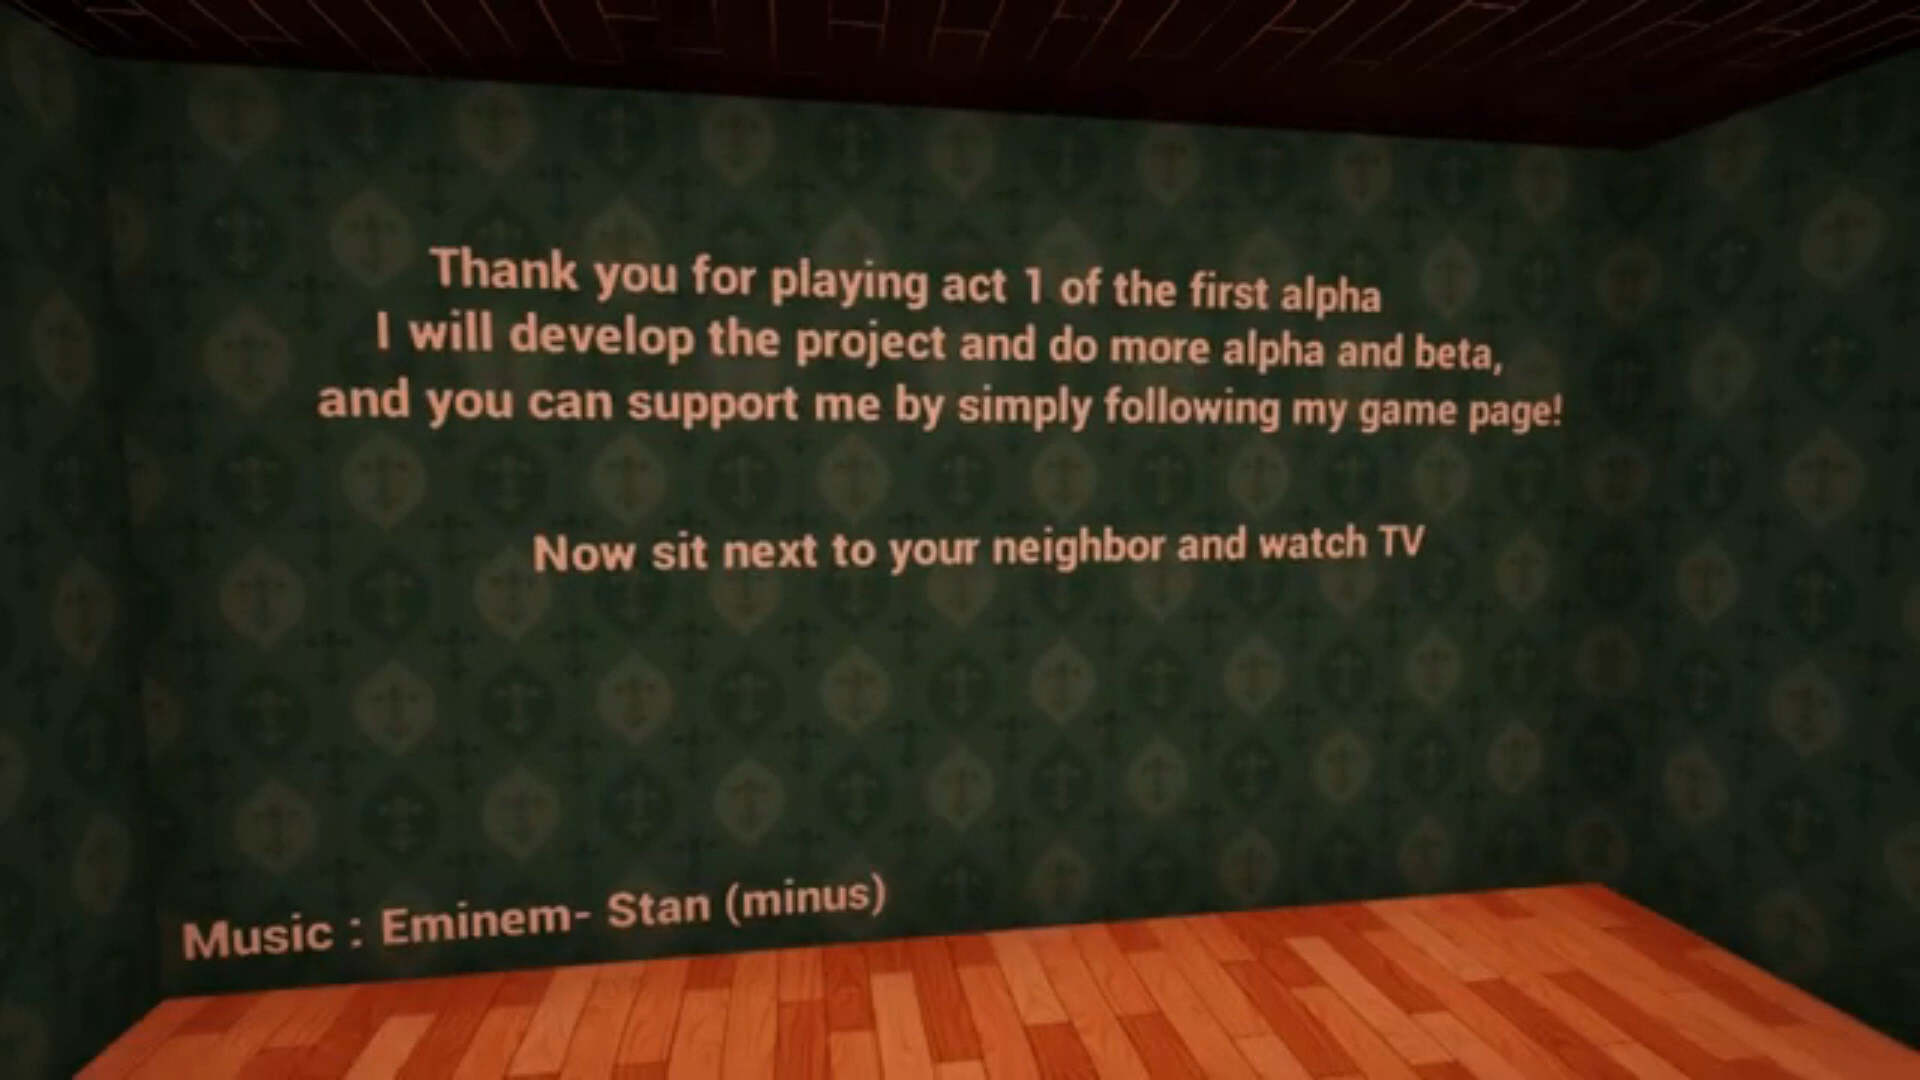 Thank you for playing act 1 of the first alpha
I will develop the project and do more alpha and beta,
and you can support me by simply following my game page!
Now sit next to your neighbor and watch TV
Music : Eminem- Stan (minus)